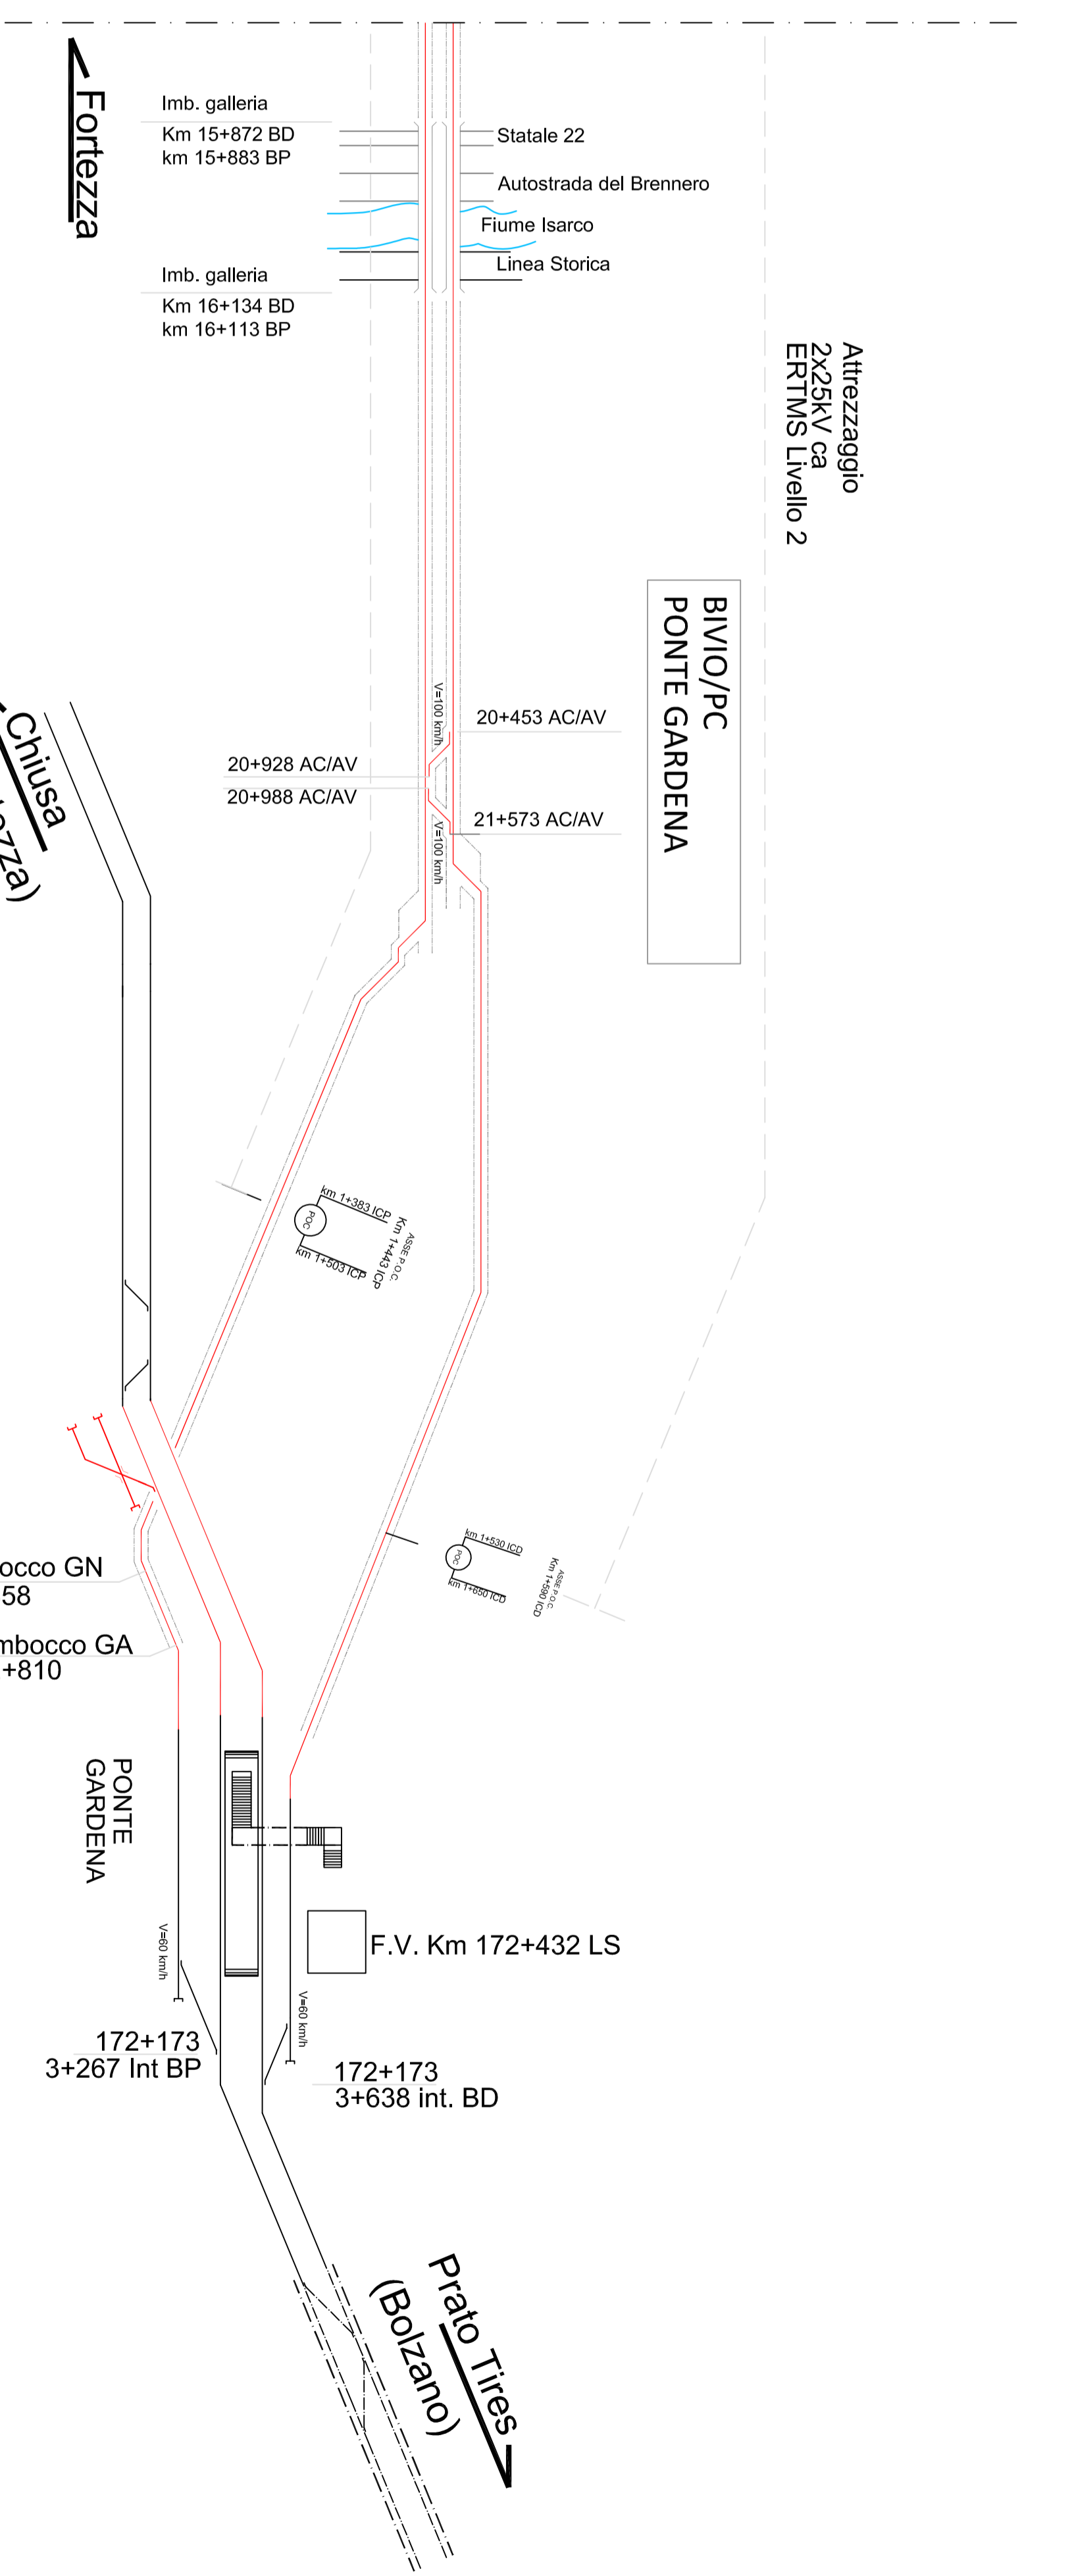 Fortezza
Imb. galleria
Km 15+872 BD
km 15+883 BP
Statale 22
Autostrada del Brennero
Fiume Isarco
Linea Storica
Imb. galleria
Km 16+134 BD
km 16+113 BP
Attrezzaggio
2x25kV ca
ERTMS Livello 2
BIVIO/PC
PONTE GARDENA
V=100 km/h
20+453 AC/AV
20+928 AC/AV
20+988 AC/AV
21+573 AC/AV
V=100 km/h
Chiusa
ezza)
km 1+383 ICP
POC
km 1+503 ICP
ASSE P.O.C.
Km 1+443 ICP
km 1+530 ICD
POC
km 1+650 ICD
ASSE P.O.C.
Km 1+590 ICD
occo GN
58
mbocco GA
+810
PONTE
GARDENA
V=60 km/h
F.V. Km 172+432 LS
V=60 km/h
172+173
3+267 Int BP
172+173
3+638 int. BD
Prato Tires
(Bolzano)